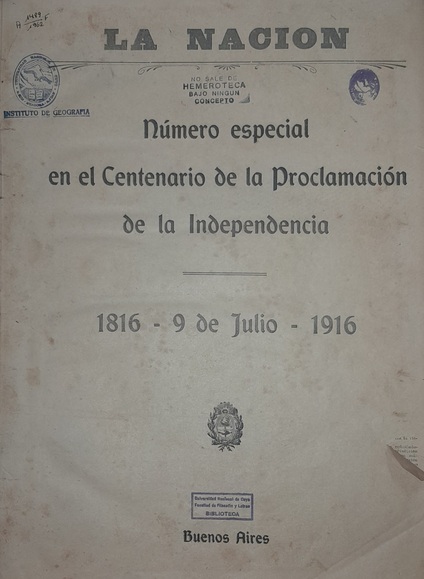 LA NACION
NO SALE DE
HEMEROTECA
BAJO NINGUN
CONCEPTO
INSTITUTO DE GEOGRAFIA
Número especial
en el Centenario de la Proclamación
de la Independencia
1816 - 9 de Julio - 1916
Universidad Nacional de Cuyo
Facultad de Filosofía y Letras
BIBLIOTECA
Buenos Aires